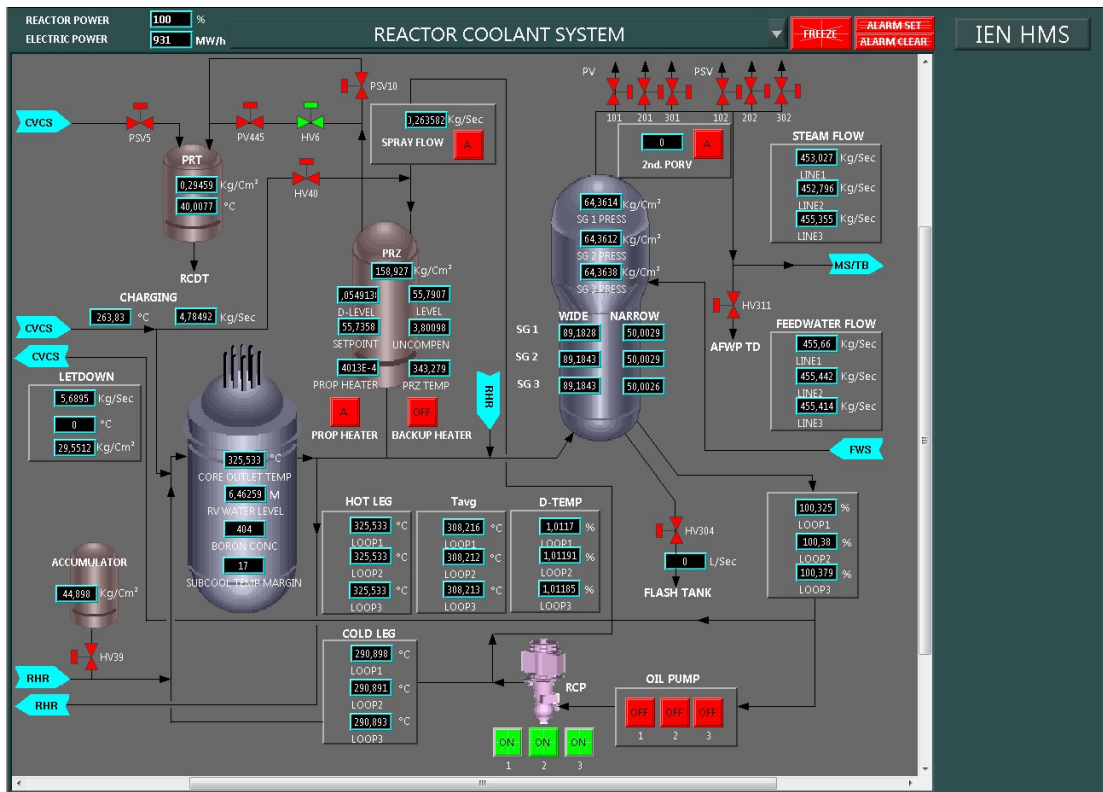 REACTOR POWER 100 %
ELECTRIC POWER 931 MW/h
REACTOR COOLANT SYSTEM
FREEZE
ALARM SET
ALARM CLEAR
IEN HMS
PSV10
PV
PSV
101 201 301 102 202 302
CVCS
PSV5
PV445
HV6
0,263582 Kg/Sec
SPRAY FLOW A
0
A
2nd. PORV
STEAM FLOW
453,027 Kg/Sec
LINE1
452,796 Kg/Sec
LINE2
455,355 Kg/Sec
LINE3
PRT
0,29459 Kg/Cm²
40,0077 °C
HV40
RCDT
64,3614 Kg/Cm²
SG 1 PRESS
64,3612 Kg/Cm²
SG 2 PRESS
64,3638 Kg/Cm²
SG 3 PRESS
MS/TB
HV311
AFWP TD
PRZ
158,927 Kg/Cm²
,054913 55,7907
D-LEVEL LEVEL
55,7358 3,80098
SETPOINT UNCOMPEN
4013E-4 343,279
PROP HEATER PRZ TEMP
A OFF
PROP HEATER BACKUP HEATER
CHARGING
263,83 °C 4,78492 Kg/Sec
CVCS
CVCS
LETDOWN
5,6895 Kg/Sec
0 °C
29,5512 Kg/Cm²
WIDE NARROW
SG 1 89,1828 50,0029
SG 2 89,1843 50,0029
SG 3 89,1843 50,0026
FEEDWATER FLOW
455,66 Kg/Sec
LINE1
455,442 Kg/Sec
LINE2
455,414 Kg/Sec
LINE3
FWS
RHR
325,533 °C
CORE OUTLET TEMP
6,46259 M
RV WATER LEVEL
404
BORON CONC
17
SUBCOOL TEMP MARGIN
HOT LEG
325,533 °C
LOOP1
325,533 °C
LOOP2
325,533 °C
LOOP3
Tavg
308,216 °C
LOOP1
308,212 °C
LOOP2
308,213 °C
LOOP3
D-TEMP
1,0117 %
LOOP1
1,01191 %
LOOP2
1,01185 %
LOOP3
HV304
0 L/Sec
FLASH TANK
100,325 %
LOOP1
100,38 %
LOOP2
100,379 %
LOOP3
ACCUMULATOR
44,898 Kg/Cm²
HV39
RHR
RHR
COLD LEG
290,898 °C
LOOP1
290,891 °C
LOOP2
290,893 °C
LOOP3
RCP
ON ON ON
1 2 3
OIL PUMP
OFF OFF OFF
1 2 3